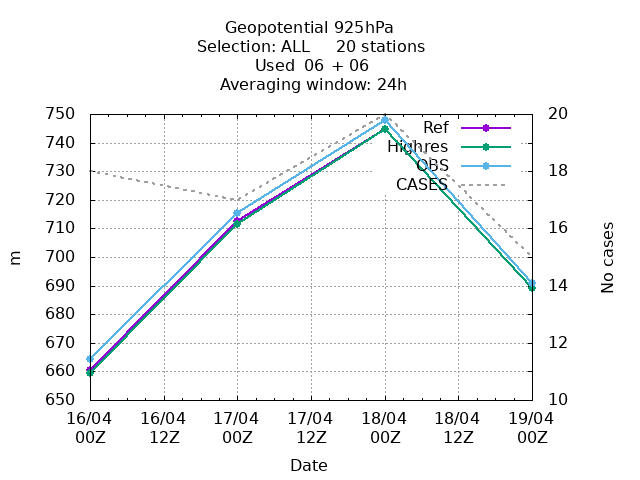 Geopotential 925hPa
Selection: ALL     20 stations
Used  06 + 06
Averaging window: 24h
750
740
730
720
710
700
690
680
670
660
650
m
20
18
16
14
12
10
No cases
Ref
Highres
OBS
CASES
16/04 00Z
16/04 12Z
17/04 00Z
17/04 12Z
18/04 00Z
18/04 12Z
19/04 00Z
Date